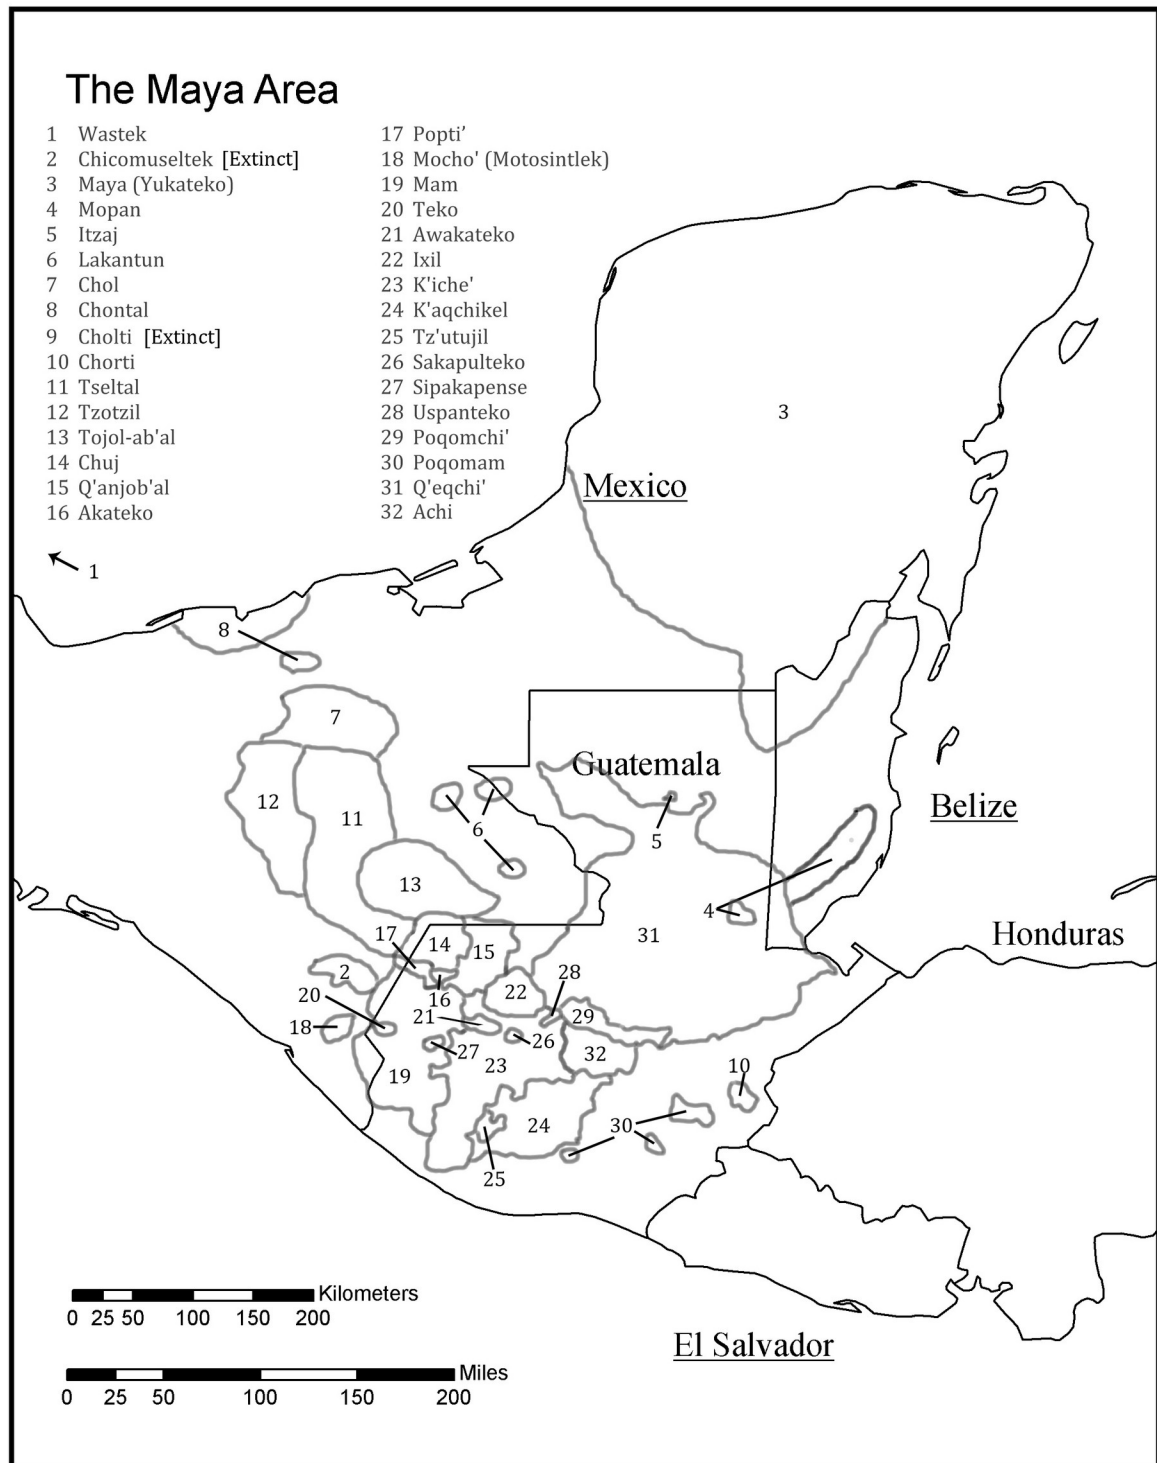 The Maya Area
1 Wastek
2 Chicomuseltek [Extinct]
3 Maya (Yukateko)
4 Mopan
5 Itzaj
6 Lakantun
7 Chol
8 Chontal
9 Cholti [Extinct]
10 Chorti
11 Tseltal
12 Tzotzil
13 Tojol-ab'al
14 Chuj
15 Q'anjob'al
16 Akateko
17 Popti’
18 Mocho' (Motosintlek)
19 Mam
20 Teko
21 Awakateko
22 Ixil
23 K'iche'
24 K'aqchikel
25 Tz'utujil
26 Sakapulteko
27 Sipakapense
28 Uspanteko
29 Poqomchi'
30 Poqomam
31 Q'eqchi'
32 Achi
3
Mexico
1
8
7
Guatemala
12
11
6
5
Belize
13
4
17
14
15
31
Honduras
2
28
20
16
22
18
21
29
26
27
32
19
23
10
24
30
25
Kilometers
0 25 50 100 150 200
El Salvador
Miles
0 25 50 100 150 200